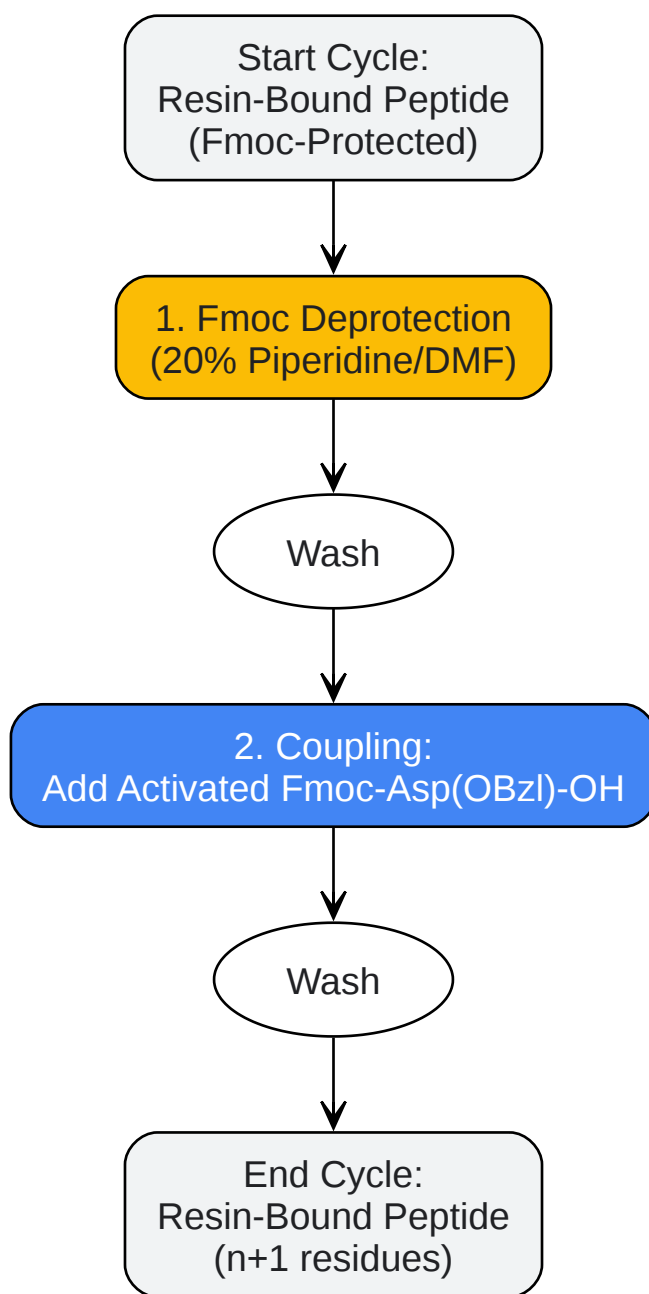 Start Cycle:
Resin-Bound Peptide
(Fmoc-Protected)
1. Fmoc Deprotection
(20% Piperidine/DMF)
Wash
2. Coupling:
Add Activated Fmoc-Asp(OBzl)-OH
Wash
End Cycle:
Resin-Bound Peptide
(n+1 residues)